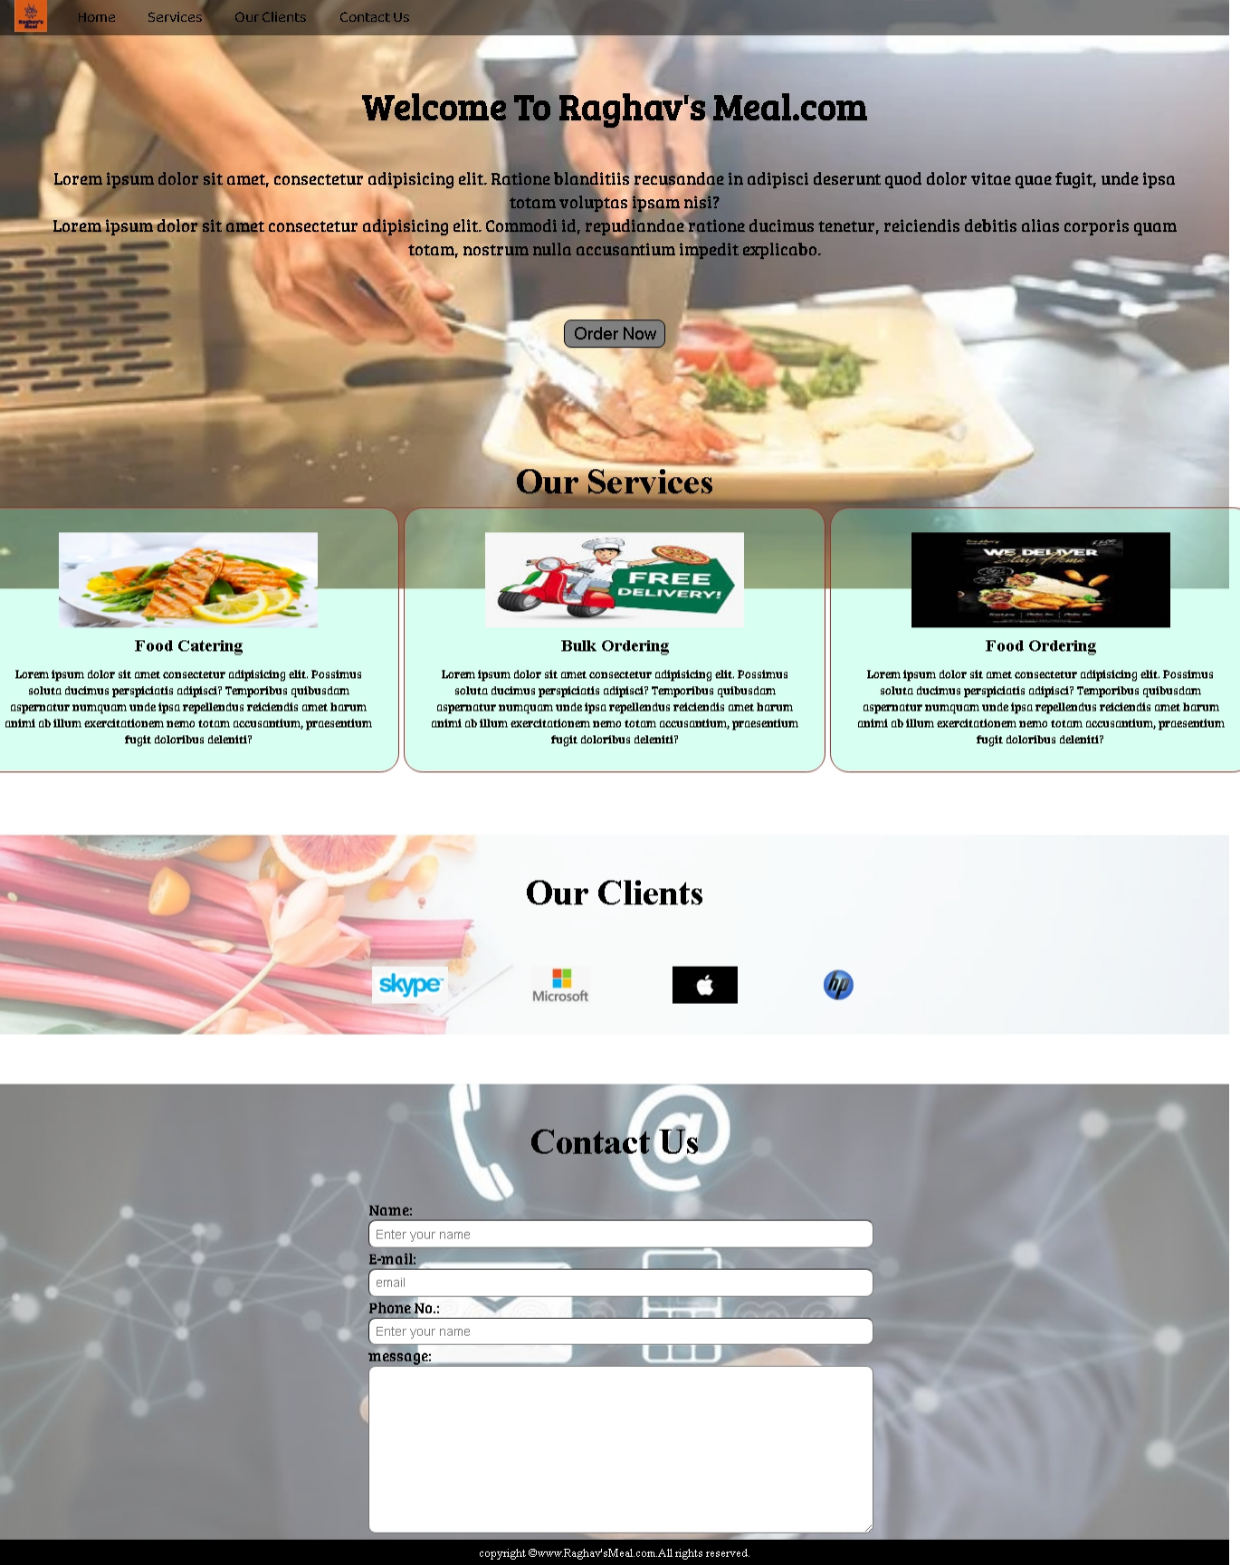 Raghav's
Meal
Home
Services
Our Clients
Contact Us
Welcome To Raghav's Meal.com
Lorem ipsum dolor sit amet, consectetur adipisicing elit. Ratione blanditiis recusandae in adipisci deserunt quod dolor vitae quae fugit, unde ipsa
totam voluptas ipsam nisi?
Lorem ipsum dolor sit amet consectetur adipisicing elit. Commodi id, repudiandae ratione ducimus tenetur, reiciendis debitis alias corporis quam
totam, nostrum nulla accusantium impedit explicabo.
Order Now
Our Services
Food Catering
Lorem ipsum dolor sit amet consectetur adipisicing elit. Possimus
soluta ducimus perspiciatis adipisci? Temporibus quibusdam
aspernatur numquam unde ipsa repellendus reiciendis amet harum
animi ab illum exercitationem nemo totam accusantium, praesentium
fugit doloribus deleniti?
FREE
DELIVERY!
Bulk Ordering
Lorem ipsum dolor sit amet consectetur adipisicing elit. Possimus
soluta ducimus perspiciatis adipisci? Temporibus quibusdam
aspernatur numquam unde ipsa repellendus reiciendis amet harum
animi ab illum exercitationem nemo totam accusantium, praesentium
fugit doloribus deleniti?
WE DELIVER
Stay Home
Food Ordering
Lorem ipsum dolor sit amet consectetur adipisicing elit. Possimus
soluta ducimus perspiciatis adipisci? Temporibus quibusdam
aspernatur numquam unde ipsa repellendus reiciendis amet harum
animi ab illum exercitationem nemo totam accusantium, praesentium
fugit doloribus deleniti?
Our Clients
skype
Microsoft
hp
Contact Us
Name:
Enter your name
E-mail:
email
Phone No.:
Enter your name
message:
copyright ©www.Raghav'sMeal.com.All rights reserved.